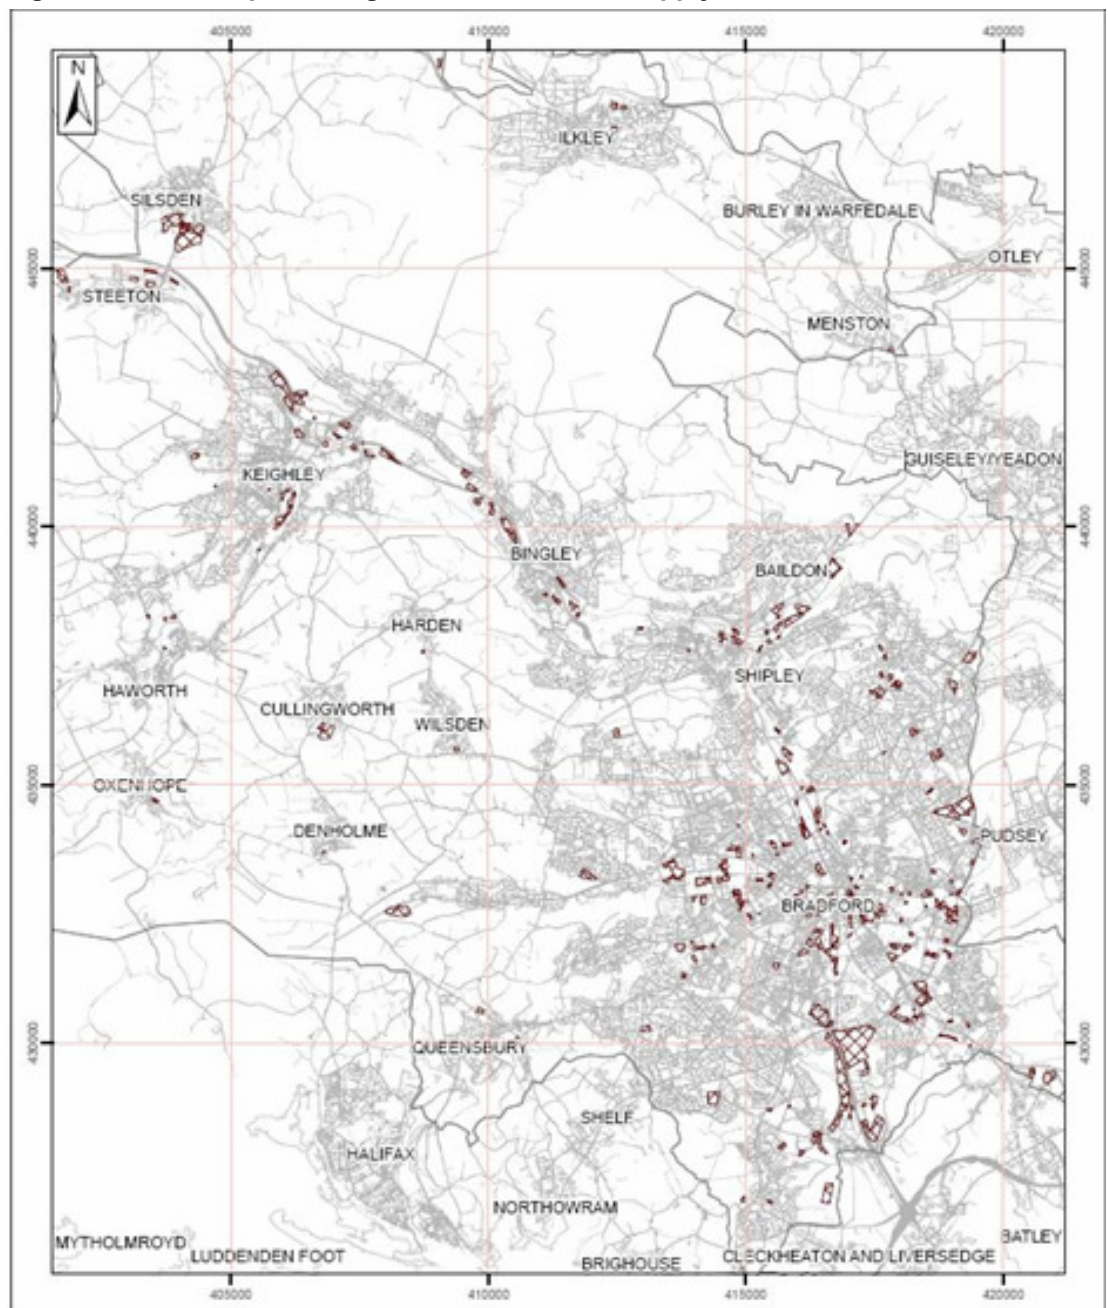 405000 410000 415000 420000
N
ILKLEY
SILSDEN
BURLEY IN WARFEDALE
OTLEY
445000 445000
STEETON
MENSTON
GUISELEY/YEADON
KEIGHLEY
440000 440000
BINGLEY
BAILDON
HARDEN
SHIPLEY
HAWORTH
CULLINGWORTH
WILSDEN
435000 435000
OXENHOPE
DENHOLME
PUDSEY
BRADFORD
430000 430000
QUEENSBURY
SHELF
HALIFAX
NORTHOWRAM
BATLEY
MYTHOLMROYD
LUDDENDEN FOOT
BRIGHOUSE
CLECKHEATON AND LIVERSEDGE
405000 410000 415000 420000